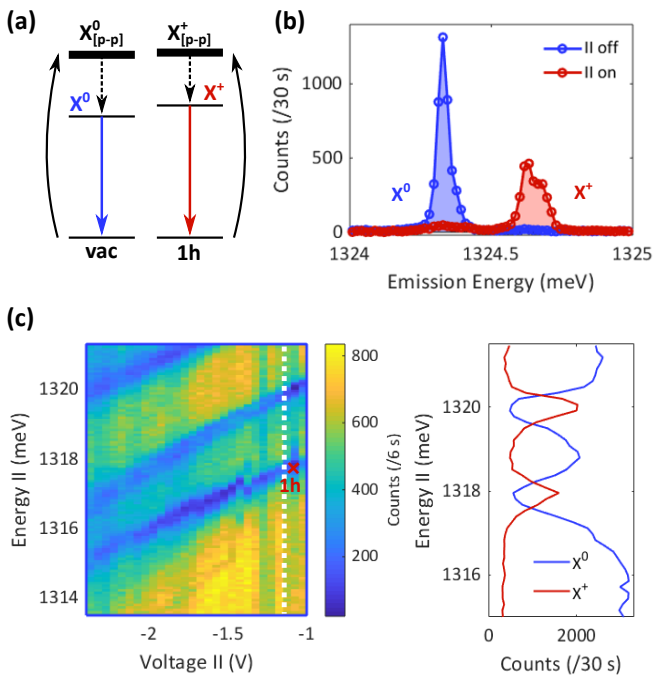 (a)
X⁰[p-p]
X⁺[p-p]
X⁰
X⁺
vac
1h
(b)
II off
II on
1000
500
0
Counts (/30 s)
X⁰
X⁺
1324
1324.5
1325
Emission Energy (meV)
(c)
1320
1318
1316
1314
Energy II (meV)
1h
-2
-1.5
-1
Voltage II (V)
800
600
400
200
Counts (/6 s)
1320
1318
1316
Energy II (meV)
X⁰
X⁺
0
2000
Counts (/30 s)